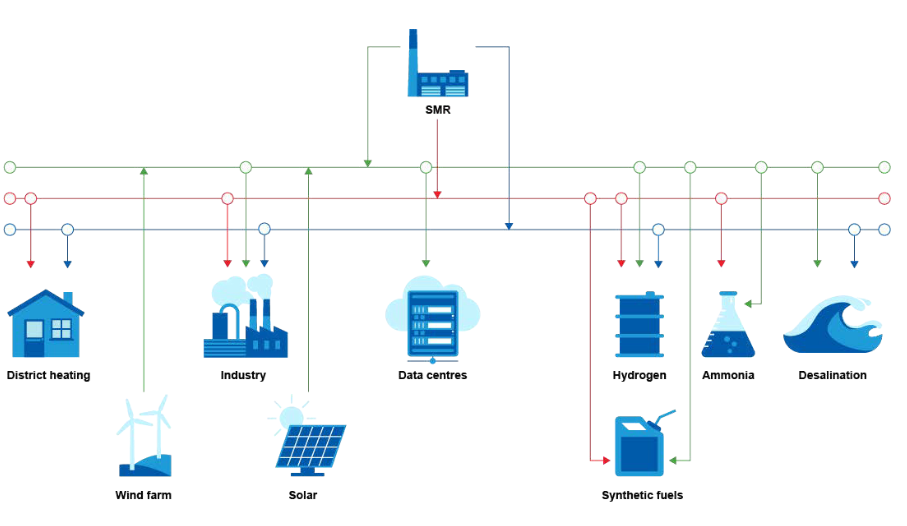 SMR
District heating
Industry
Data centres
Hydrogen
Ammonia
Desalination
Wind farm
Solar
Synthetic fuels